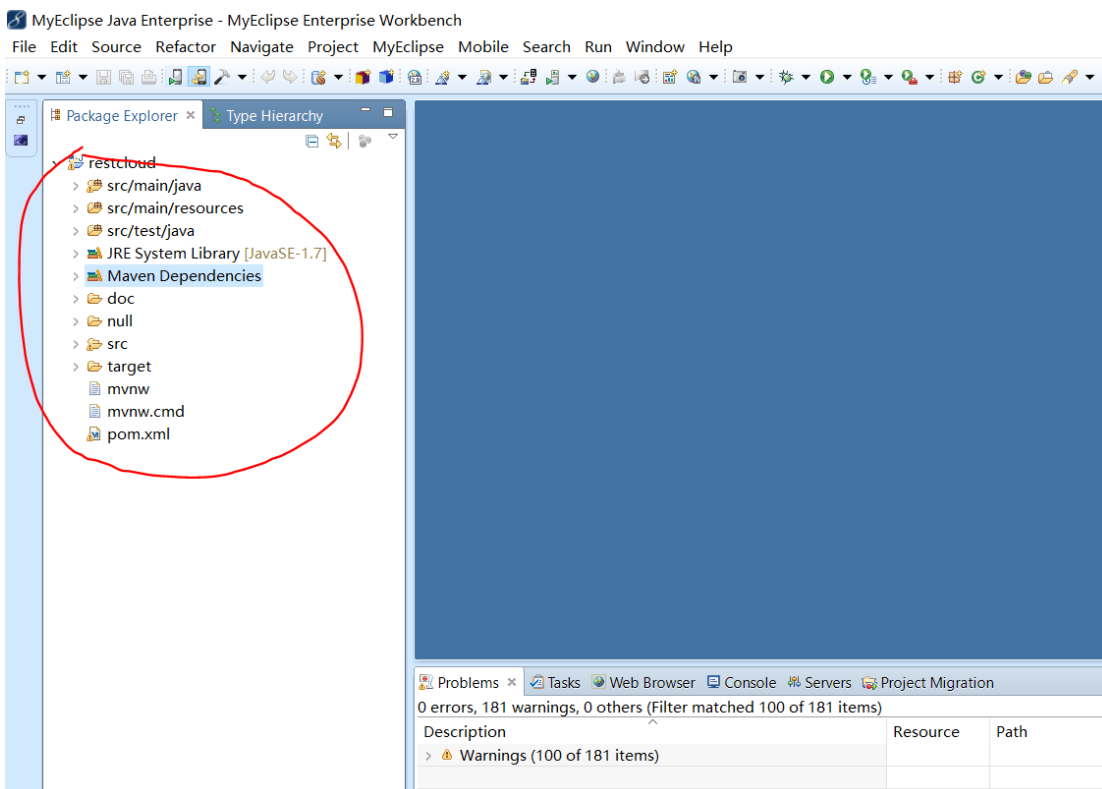 MyEclipse Java Enterprise - MyEclipse Enterprise Workbench
File Edit Source Refactor Navigate Project MyEclipse Mobile Search Run Window Help
Package Explorer Type Hierarchy
restcloud
src/main/java
src/main/resources
src/test/java
JRE System Library [JavaSE-1.7]
Maven Dependencies
doc
null
src
target
mvnw
mvnw.cmd
pom.xml
Problems Tasks Web Browser Console Servers Project Migration
0 errors, 181 warnings, 0 others (Filter matched 100 of 181 items)
Description Resource Path
Warnings (100 of 181 items)